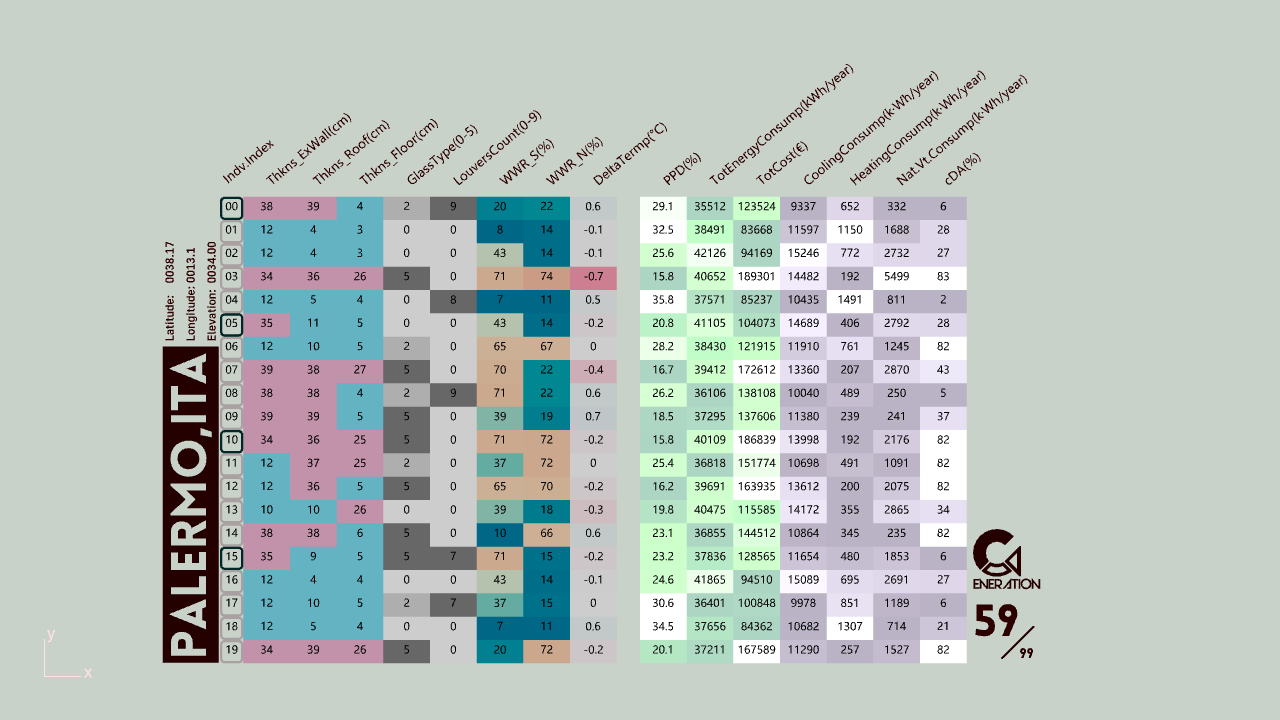 Indv.Index Thkns_ExWall(cm) Thkns_Roof(cm) Thkns_Floor(cm) GlassType(0-5) LouversCount(0-9) WWR_S(%) WWR_N(%) DeltaTermp(°C) PPD(%) TotEnergyConsump(kWh/year) TotCost(€) CoolingConsump(k·Wh/year) HeatingConsump(k·Wh/year) Nat.Vt.Consump(k·Wh/year) cDA(%)
00 38 39 4 2 9 20 22 0.6 29.1 35512 123524 9337 652 332 6
01 12 4 3 0 0 8 14 -0.1 32.5 38491 83668 11597 1150 1688 28
02 12 4 3 0 0 43 14 -0.1 25.6 42126 94169 15246 772 2732 27
03 34 36 26 5 0 71 74 -0.7 15.8 40652 189301 14482 192 5499 83
04 12 5 4 0 8 7 11 0.5 35.8 37571 85237 10435 1491 811 2
05 35 11 5 0 0 43 14 -0.2 20.8 41105 104073 14689 406 2792 28
06 12 10 5 2 0 65 67 0 28.2 38430 121915 11910 761 1245 82
07 39 38 27 5 0 70 22 -0.4 16.7 39412 172612 13360 207 2870 43
08 38 38 4 2 9 71 22 0.6 26.2 36106 138108 10040 489 250 5
09 39 39 5 5 0 39 19 0.7 18.5 37295 137606 11380 239 241 37
10 34 36 25 5 0 71 72 -0.2 15.8 40109 186839 13998 192 2176 82
11 12 37 25 2 0 37 72 0 25.4 36818 151774 10698 491 1091 82
12 12 36 5 5 0 65 70 -0.2 16.2 39691 163935 13612 200 2075 82
13 10 10 26 5 0 39 18 -0.3 19.8 40475 115585 14172 355 2865 34
14 38 38 6 5 0 10 66 -0.2 23.1 36855 144512 10864 345 235 82
15 35 9 5 5 7 71 15 -0.2 23.2 37836 128565 11654 480 1853 6
16 12 4 4 0 0 43 14 -0.1 24.6 41865 94510 15089 695 2691 27
17 12 10 5 2 7 37 15 0 30.6 36401 100848 9978 851 1189 6
18 12 5 4 0 0 7 11 0.6 34.5 37656 84362 10682 1307 714 21
19 34 39 26 5 0 20 72 -0.2 20.1 37211 167589 11290 257 1527 82
Latitude: 0038.17
Longitude: 0013.1
Elevation: 0034.00
PALERMO,ITA
GENERATION
59/99
y
x